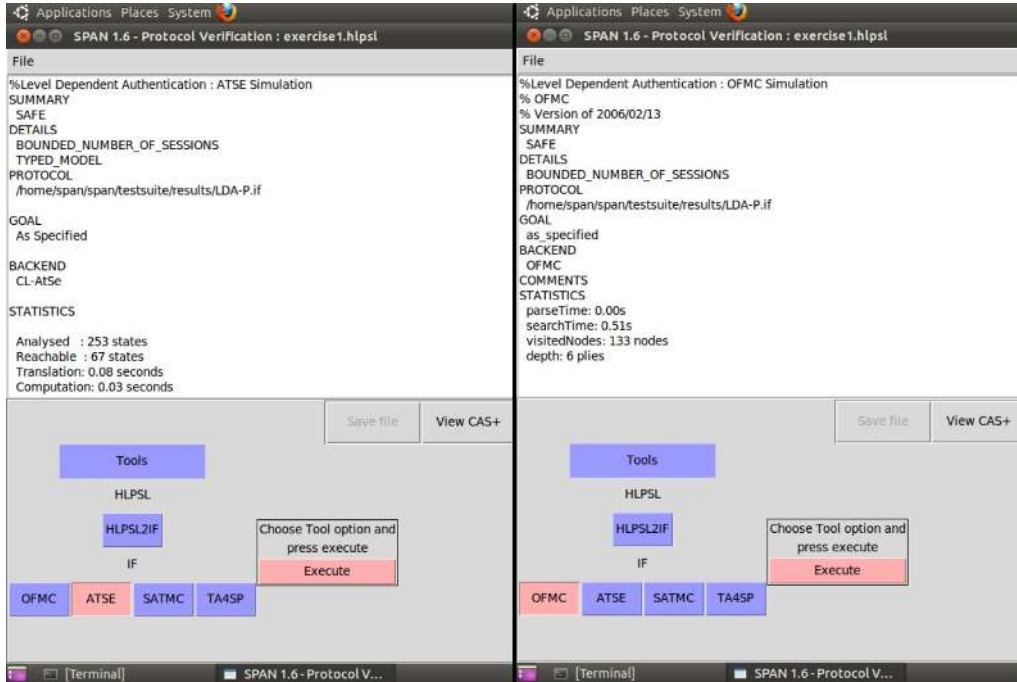 Applications Places System
SPAN 1.6 - Protocol Verification : exercise1.hlpsl
File
%Level Dependent Authentication : ATSE Simulation
SUMMARY
SAFE
DETAILS
BOUNDED_NUMBER_OF_SESSIONS
TYPED_MODEL
PROTOCOL
/home/span/span/testsuite/results/LDA-P.if
GOAL
As Specified
BACKEND
CL-AtSe
STATISTICS
Analysed : 253 states
Reachable : 67 states
Translation: 0.08 seconds
Computation: 0.03 seconds
Save file
View CAS+
Tools
HLPSL
HLPSL2IF
Choose Tool option and
press execute
Execute
IF
OFMC ATSE SATMC TA4SP
[Terminal]
SPAN 1.6 - Protocol V...
Applications Places System
SPAN 1.6 - Protocol Verification : exercise1.hlpsl
File
%Level Dependent Authentication : OFMC Simulation
% OFMC
% Version of 2006/02/13
SUMMARY
SAFE
DETAILS
BOUNDED_NUMBER_OF_SESSIONS
PROTOCOL
/home/span/span/testsuite/results/LDA-P.if
GOAL
as_specified
BACKEND
OFMC
COMMENTS
STATISTICS
parseTime: 0.00s
searchTime: 0.51s
visitedNodes: 133 nodes
depth: 6 plies
Save file
View CAS+
Tools
HLPSL
HLPSL2IF
Choose Tool option and
press execute
Execute
IF
OFMC ATSE SATMC TA4SP
[Terminal]
SPAN 1.6 - Protocol V...